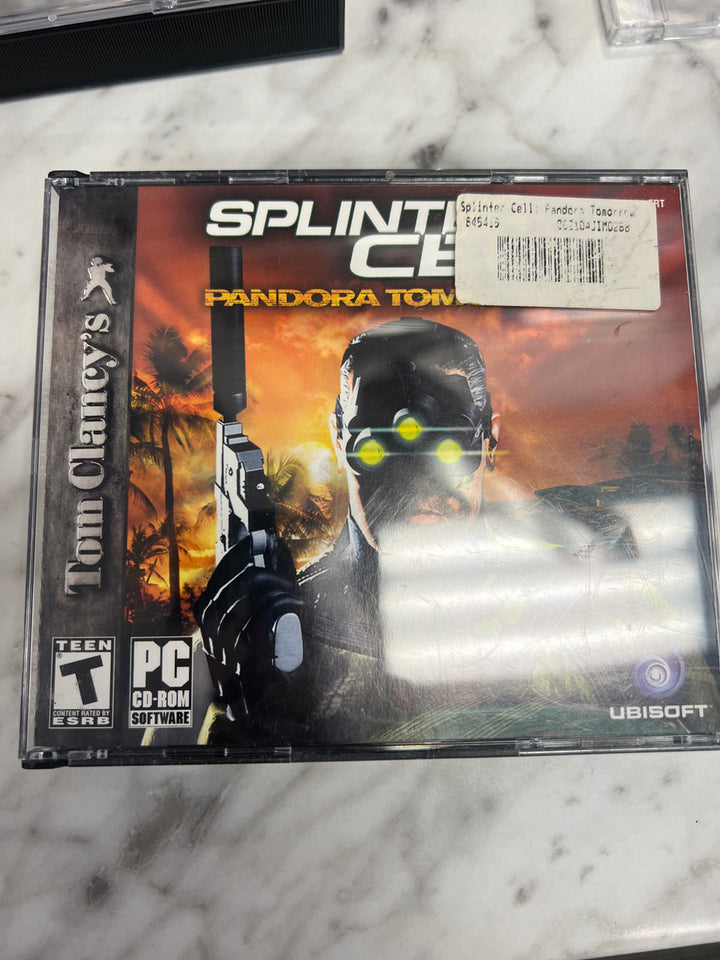 SPLINTE
CE
PANDORA TOM
Splinter Cell: Pandora Tomorrow
845415
Tom Clancy's
TEEN
T
CONTENT RATED BY
ESRB
PC
CD-ROM
SOFTWARE
UBISOFT